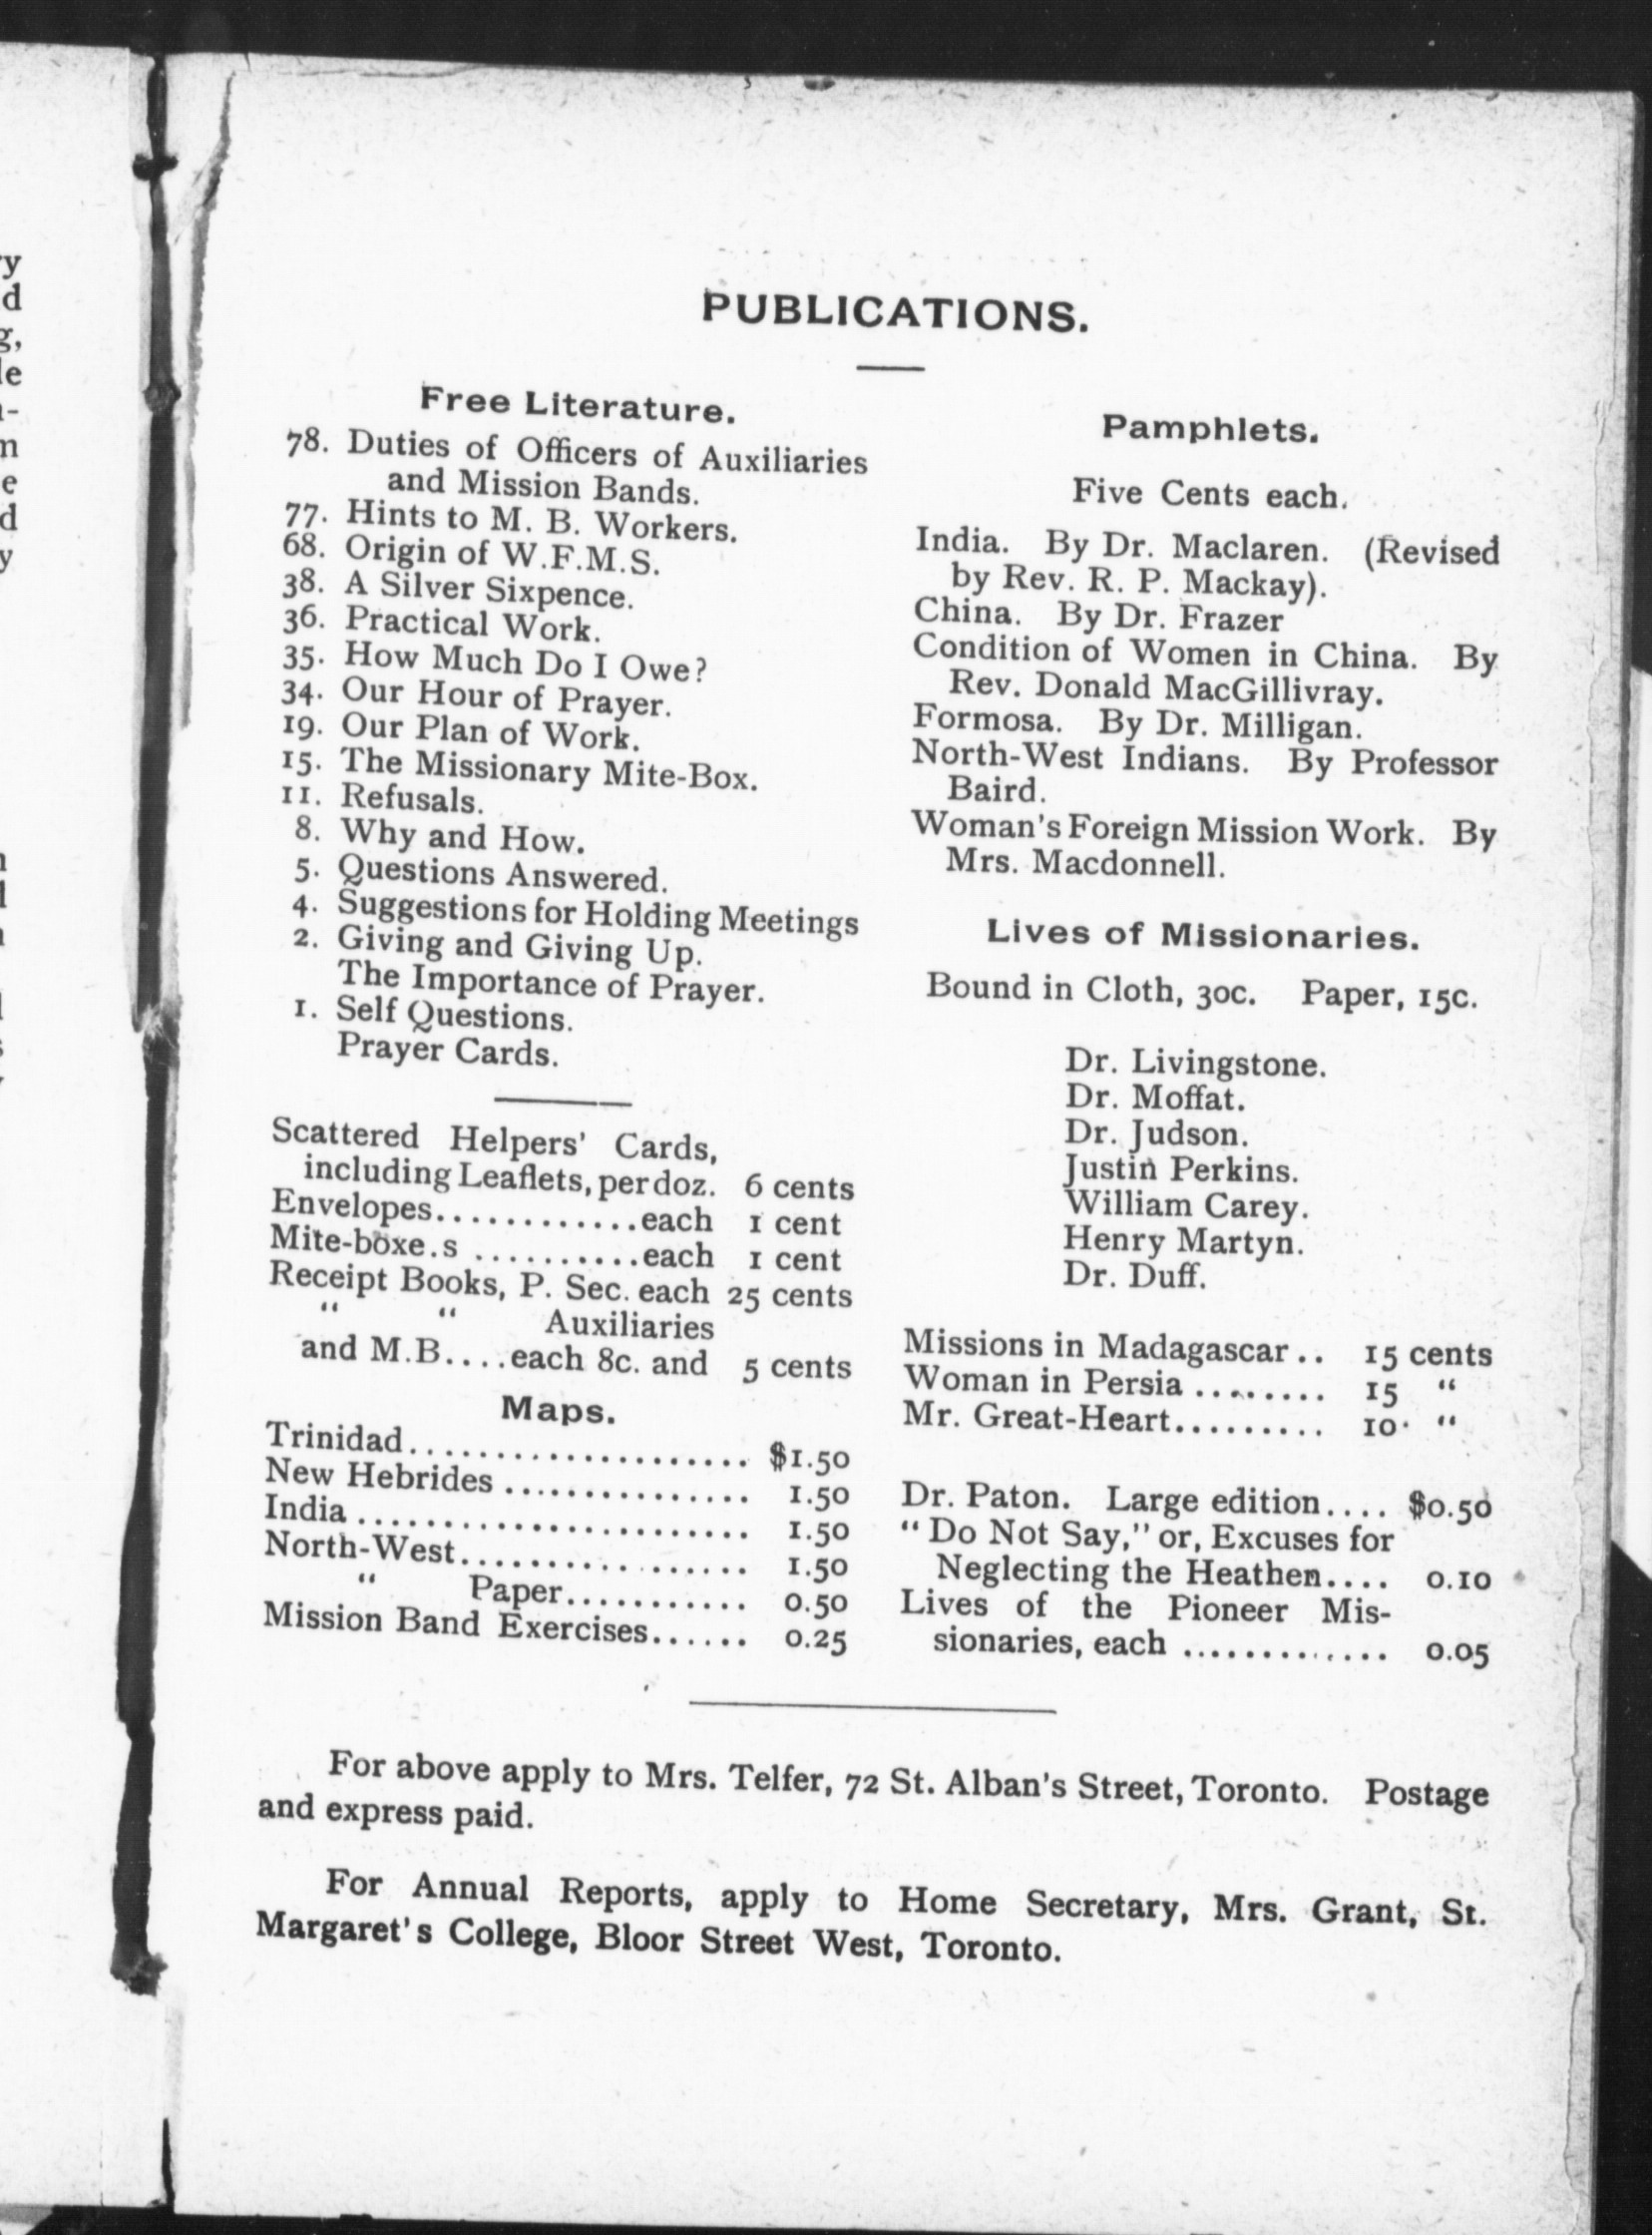 PUBLICATIONS.
Free Literature.
78. Duties of Officers of Auxiliaries
and Mission Bands.
77. Hints to M. B. Workers.
68. Origin of W.F.M.S.
38. A Silver Sixpence.
36. Practical Work.
35. How Much Do I Owe?
34. Our Hour of Prayer.
19. Our Plan of Work.
15. The Missionary Mite-Box.
11. Refusals.
8. Why and How.
5. Questions Answered.
4. Suggestions for Holding Meetings
2. Giving and Giving Up.
The Importance of Prayer.
1. Self Questions.
Prayer Cards.
Scattered Helpers' Cards,
including Leaflets, per doz. 6 cents
Envelopes............each 1 cent
Mite-boxe.s ..........each 1 cent
Receipt Books, P. Sec. each 25 cents
" " Auxiliaries
and M.B....each 8c. and 5 cents
Maps.
Trinidad.................... $1.50
New Hebrides ............... 1.50
India ........................ 1.50
North-West................. 1.50
" Paper............ 0.50
Mission Band Exercises...... 0.25
Pamphlets.
Five Cents each.
India. By Dr. Maclaren. (Revised
by Rev. R. P. Mackay).
China. By Dr. Frazer
Condition of Women in China. By
Rev. Donald MacGillivray.
Formosa. By Dr. Milligan.
North-West Indians. By Professor
Baird.
Woman's Foreign Mission Work. By
Mrs. Macdonnell.
Lives of Missionaries.
Bound in Cloth, 30c. Paper, 15c.
Dr. Livingstone.
Dr. Moffat.
Dr. Judson.
Justin Perkins.
William Carey.
Henry Martyn.
Dr. Duff.
Missions in Madagascar .. 15 cents
Woman in Persia ........ 15 "
Mr. Great-Heart......... 10 "
Dr. Paton. Large edition.... $0.50
"Do Not Say," or, Excuses for
Neglecting the Heathen.... 0.10
Lives of the Pioneer Mis-
sionaries, each ............. 0.05
For above apply to Mrs. Telfer, 72 St. Alban's Street, Toronto. Postage
and express paid.
For Annual Reports, apply to Home Secretary, Mrs. Grant, St.
Margaret's College, Bloor Street West, Toronto.